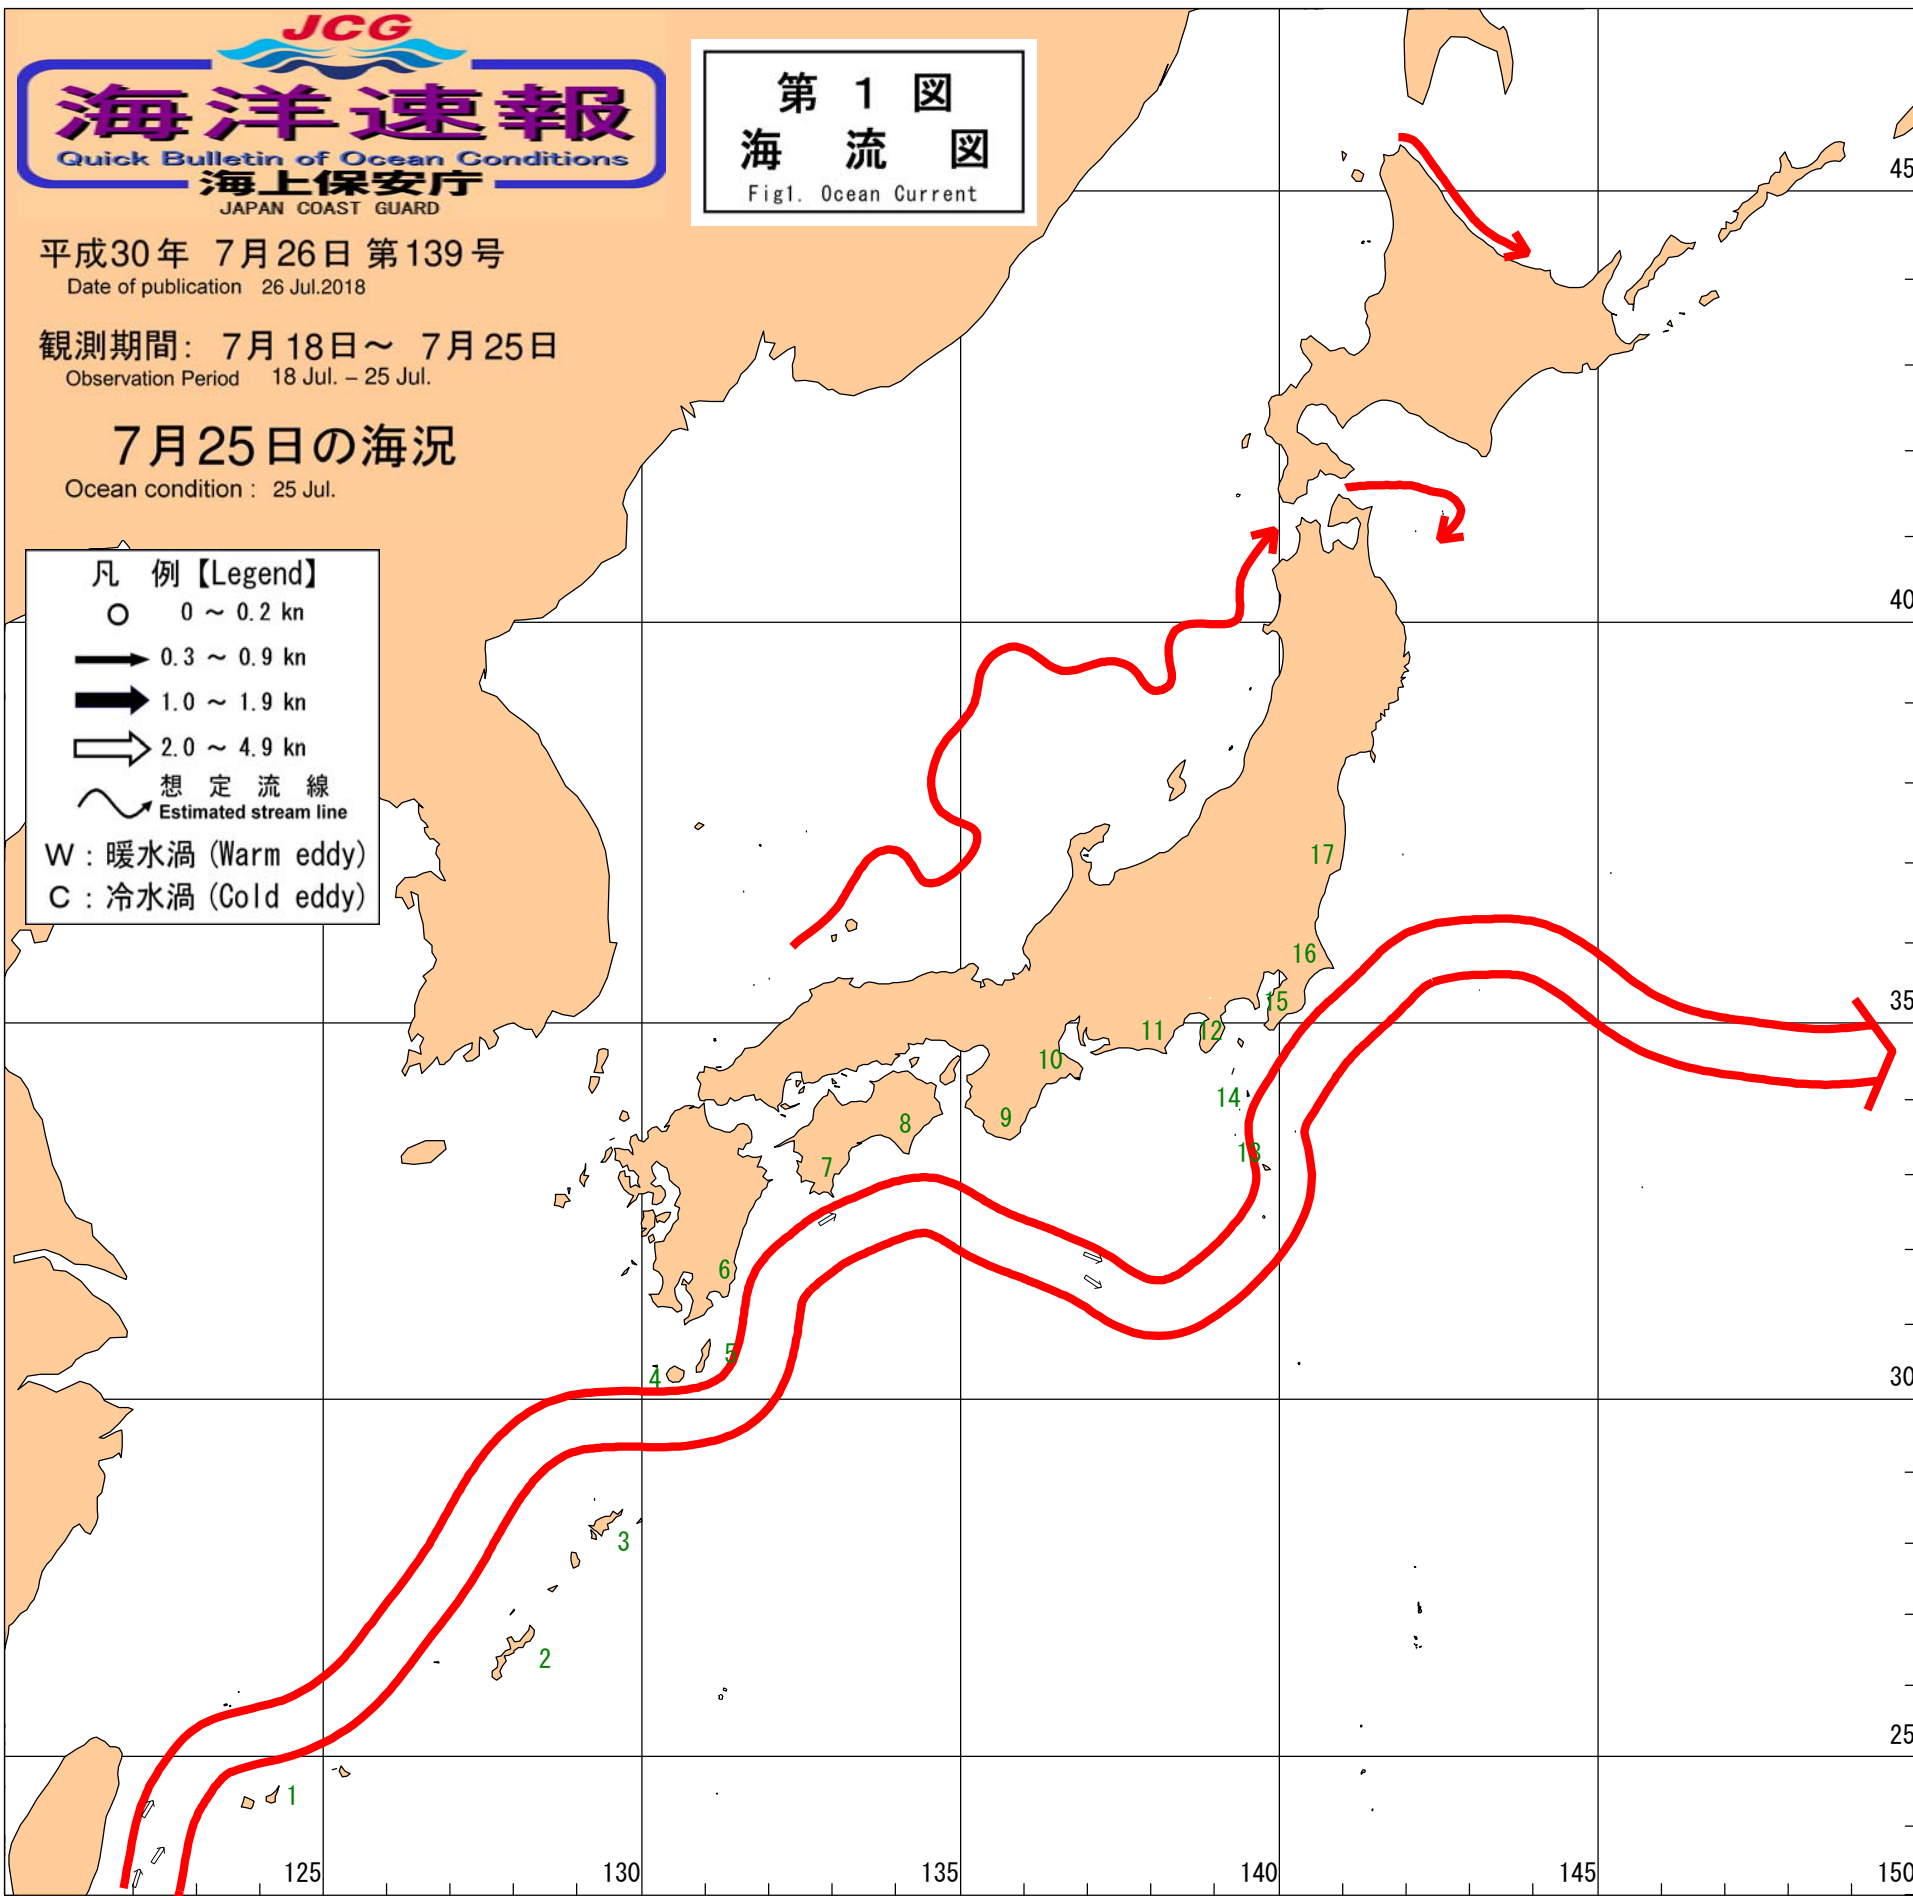 JCG
海洋速報
Quick Bulletin of Ocean Conditions
海上保安庁
JAPAN COAST GUARD
第 1 図
海 流 図
Fig1. Ocean Current
平成30年 7月26日 第139号
Date of publication 26 Jul.2018
観測期間: 7月18日～ 7月25日
Observation Period 18 Jul. – 25 Jul.
7月25日の海況
Ocean condition : 25 Jul.
凡 例【Legend】
0 ～ 0.2 kn
0.3 ～ 0.9 kn
1.0 ～ 1.9 kn
2.0 ～ 4.9 kn
想 定 流 線
Estimated stream line
W : 暖水渦 (Warm eddy)
C : 冷水渦 (Cold eddy)
45
40
35
30
25
17
16
15
12
11
10
14
9
8
13
7
6
5
4
3
2
1
125
130
135
140
145
150